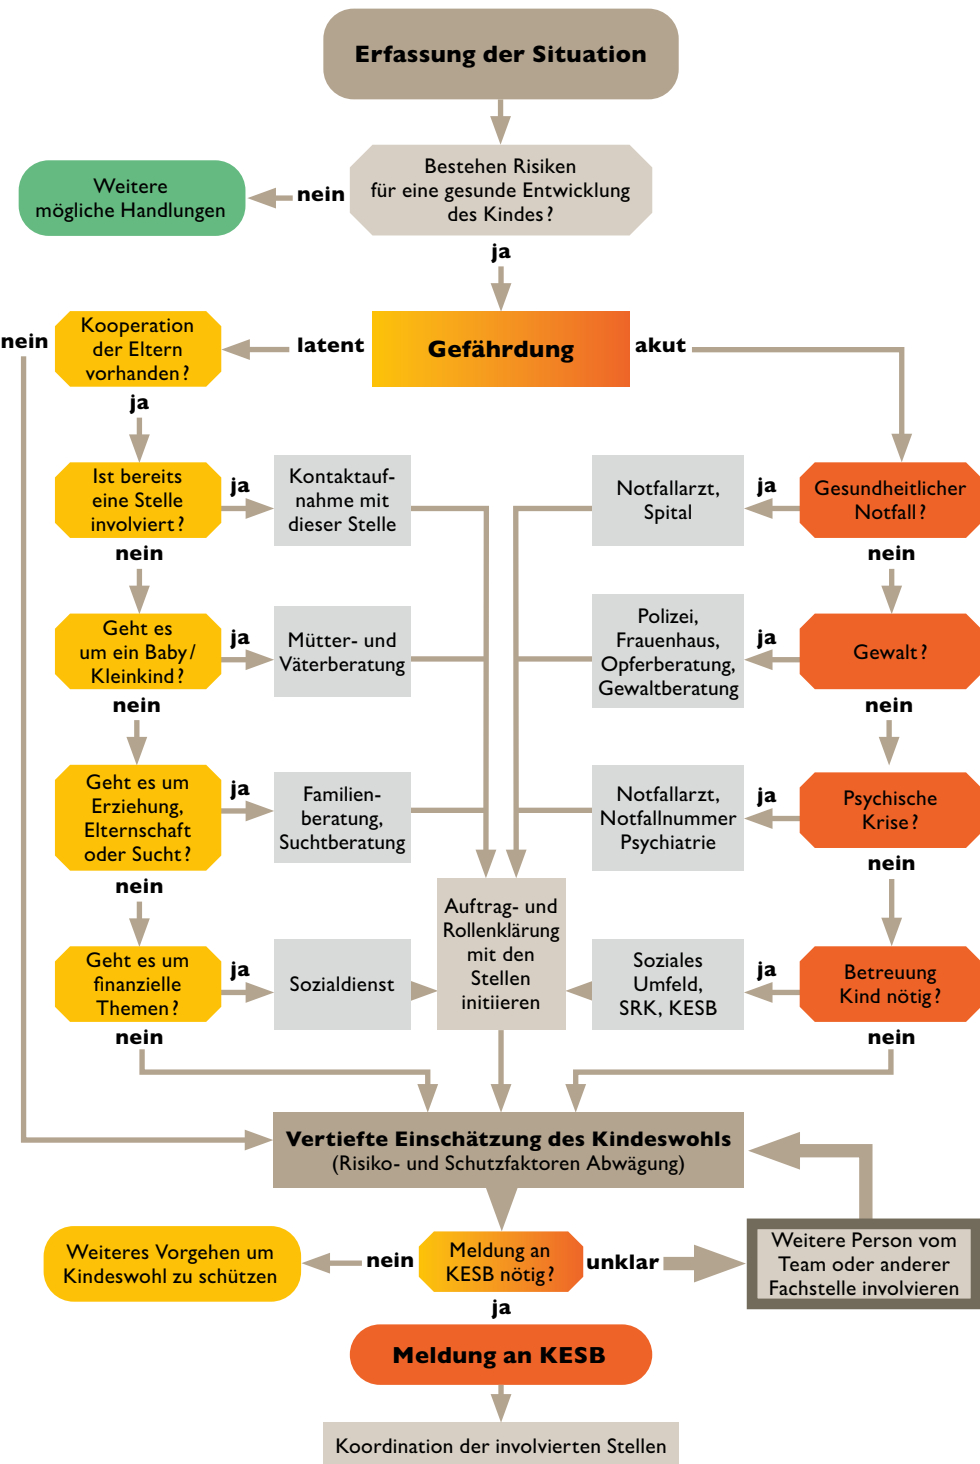 Erfassung der Situation
Bestehen Risiken
für eine gesunde Entwicklung
des Kindes?
nein
Weitere
mögliche Handlungen
ja
Gefährdung
latent
akut
Kooperation
der Eltern
vorhanden?
nein
ja
Ist bereits
eine Stelle
involviert?
ja
Kontaktauf-
nahme mit
dieser Stelle
Notfallarzt,
Spital
ja
Gesundheitlicher
Notfall?
nein
nein
Geht es
um ein Baby/
Kleinkind?
ja
Mütter- und
Väterberatung
Polizei,
Frauenhaus,
Opferberatung,
Gewaltberatung
ja
Gewalt?
nein
nein
Geht es um
Erziehung,
Elternschaft
oder Sucht?
ja
Familien-
beratung,
Suchtberatung
Notfallarzt,
Notfallnummer
Psychiatrie
ja
Psychische
Krise?
nein
nein
Geht es um
finanzielle
Themen?
ja
Sozialdienst
Auftrag- und
Rollenklärung
mit den
Stellen
initiieren
Soziales
Umfeld,
SRK, KESB
ja
Betreuung
Kind nötig?
nein
nein
Vertiefte Einschätzung des Kindeswohls
(Risiko- und Schutzfaktoren Abwägung)
Weiteres Vorgehen um
Kindeswohl zu schützen
nein
Meldung an
KESB nötig?
unklar
Weitere Person vom
Team oder anderer
Fachstelle involvieren
ja
Meldung an KESB
Koordination der involvierten Stellen